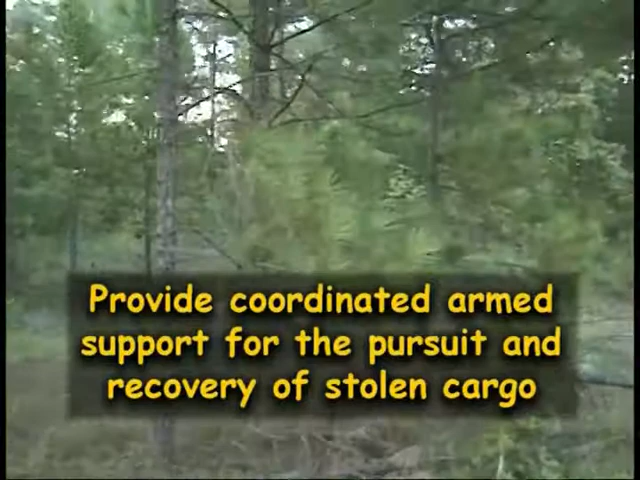 Provide coordinated armed
support for the pursuit and
recovery of stolen cargo